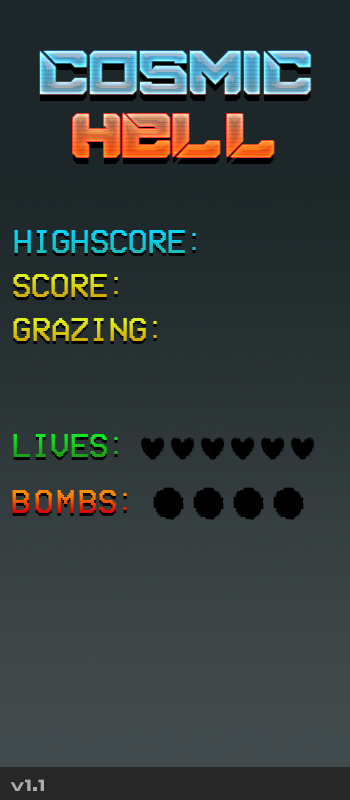 COSMIC
HELL
HIGHSCORE:
SCORE:
GRAZING:
LIVES:
BOMBS:
v1.1